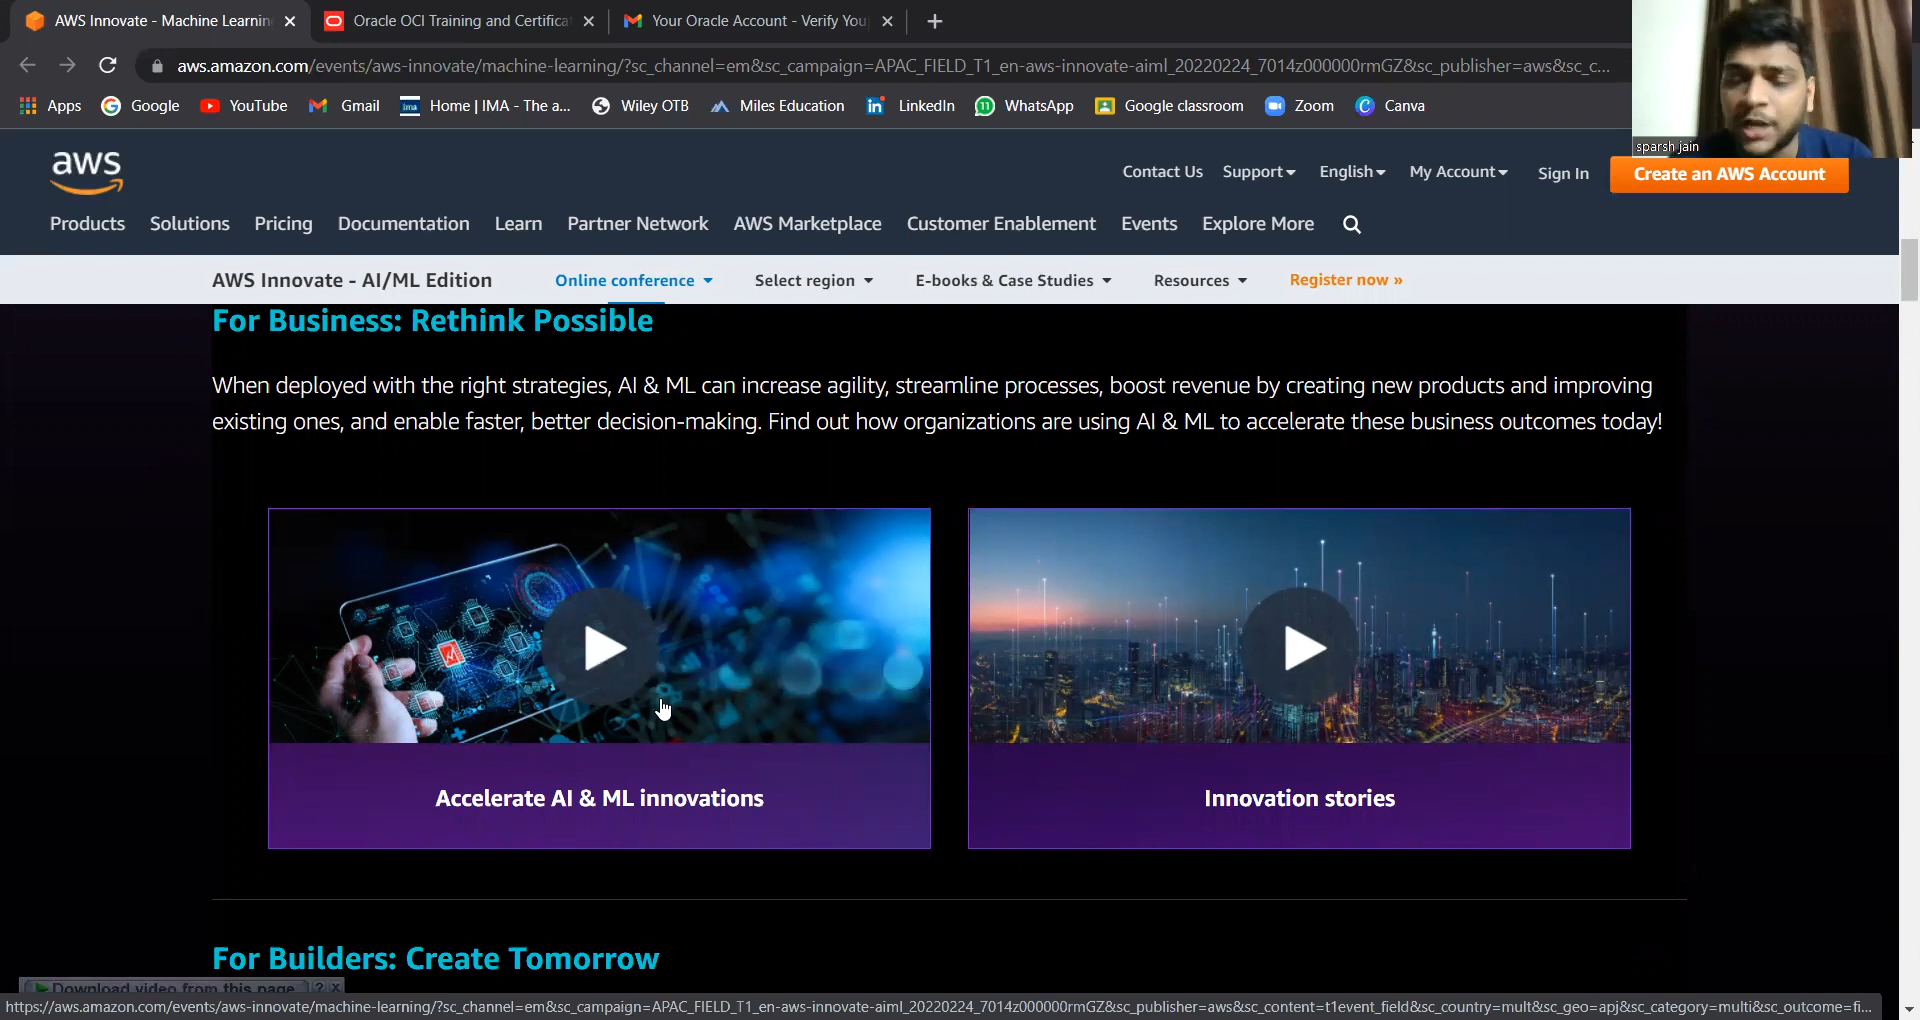 AWS Innovate - Machine Learnin
Oracle OCI Training and Certifica
Your Oracle Account - Verify You
aws.amazon.com/events/aws-innovate/machine-learning/?sc_channel=em&sc_campaign=APAC_FIELD_T1_en-aws-innovate-aiml_20220224_7014z000000rmGZ&sc_publisher=aws&sc_c...
Apps Google YouTube Gmail ima Home | IMA - The a... Wiley OTB Miles Education LinkedIn 11 WhatsApp Google classroom Zoom Canva
sparsh jain
aws
Contact Us Support English My Account Sign In Create an AWS Account
Products Solutions Pricing Documentation Learn Partner Network AWS Marketplace Customer Enablement Events Explore More
AWS Innovate - AI/ML Edition Online conference Select region E-books & Case Studies Resources Register now »
For Business: Rethink Possible
When deployed with the right strategies, AI & ML can increase agility, streamline processes, boost revenue by creating new products and improving
existing ones, and enable faster, better decision-making. Find out how organizations are using AI & ML to accelerate these business outcomes today!
Accelerate AI & ML innovations
Innovation stories
For Builders: Create Tomorrow
Download video from this page ? x
https://aws.amazon.com/events/aws-innovate/machine-learning/?sc_channel=em&sc_campaign=APAC_FIELD_T1_en-aws-innovate-aiml_20220224_7014z000000rmGZ&sc_publisher=aws&sc_content=t1event_field&sc_country=mult&sc_geo=apj&sc_category=multi&sc_outcome=fi...